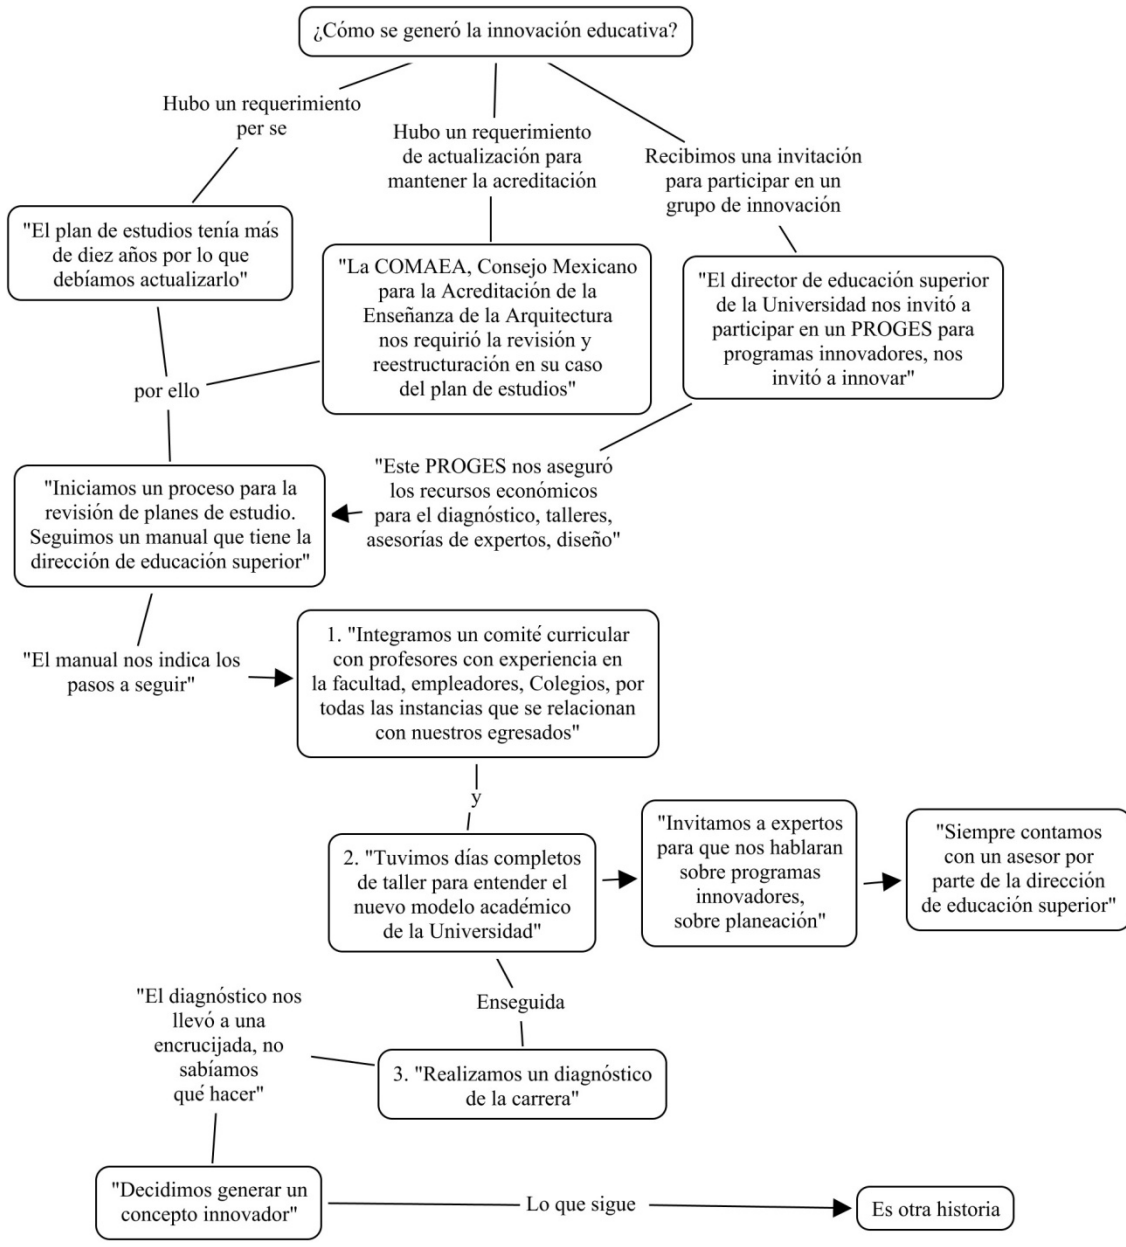 ¿Cómo se generó la innovación educativa?
Hubo un requerimiento
per se
Hubo un requerimiento
de actualización para
mantener la acreditación
Recibimos una invitación
para participar en un
grupo de innovación
"El plan de estudios tenía más
de diez años por lo que
debíamos actualizarlo"
"La COMAEA, Consejo Mexicano
para la Acreditación de la
Enseñanza de la Arquitectura
nos requirió la revisión y
reestructuración en su caso
del plan de estudios"
"El director de educación superior
de la Universidad nos invitó a
participar en un PROGES para
programas innovadores, nos
invitó a innovar"
por ello
"Este PROGES nos aseguró
los recursos económicos
para el diagnóstico, talleres,
asesorías de expertos, diseño"
"Iniciamos un proceso para la
revisión de planes de estudio.
Seguimos un manual que tiene la
dirección de educación superior"
"El manual nos indica los
pasos a seguir"
1. "Integramos un comité curricular
con profesores con experiencia en
la facultad, empleadores, Colegios, por
todas las instancias que se relacionan
con nuestros egresados"
y
2. "Tuvimos días completos
de taller para entender el
nuevo modelo académico
de la Universidad"
"Invitamos a expertos
para que nos hablaran
sobre programas
innovadores,
sobre planeación"
"Siempre contamos
con un asesor por
parte de la dirección
de educación superior"
Enseguida
3. "Realizamos un diagnóstico
de la carrera"
"El diagnóstico nos
llevó a una
encrucijada, no
sabíamos
qué hacer"
"Decidimos generar un
concepto innovador"
Lo que sigue
Es otra historia